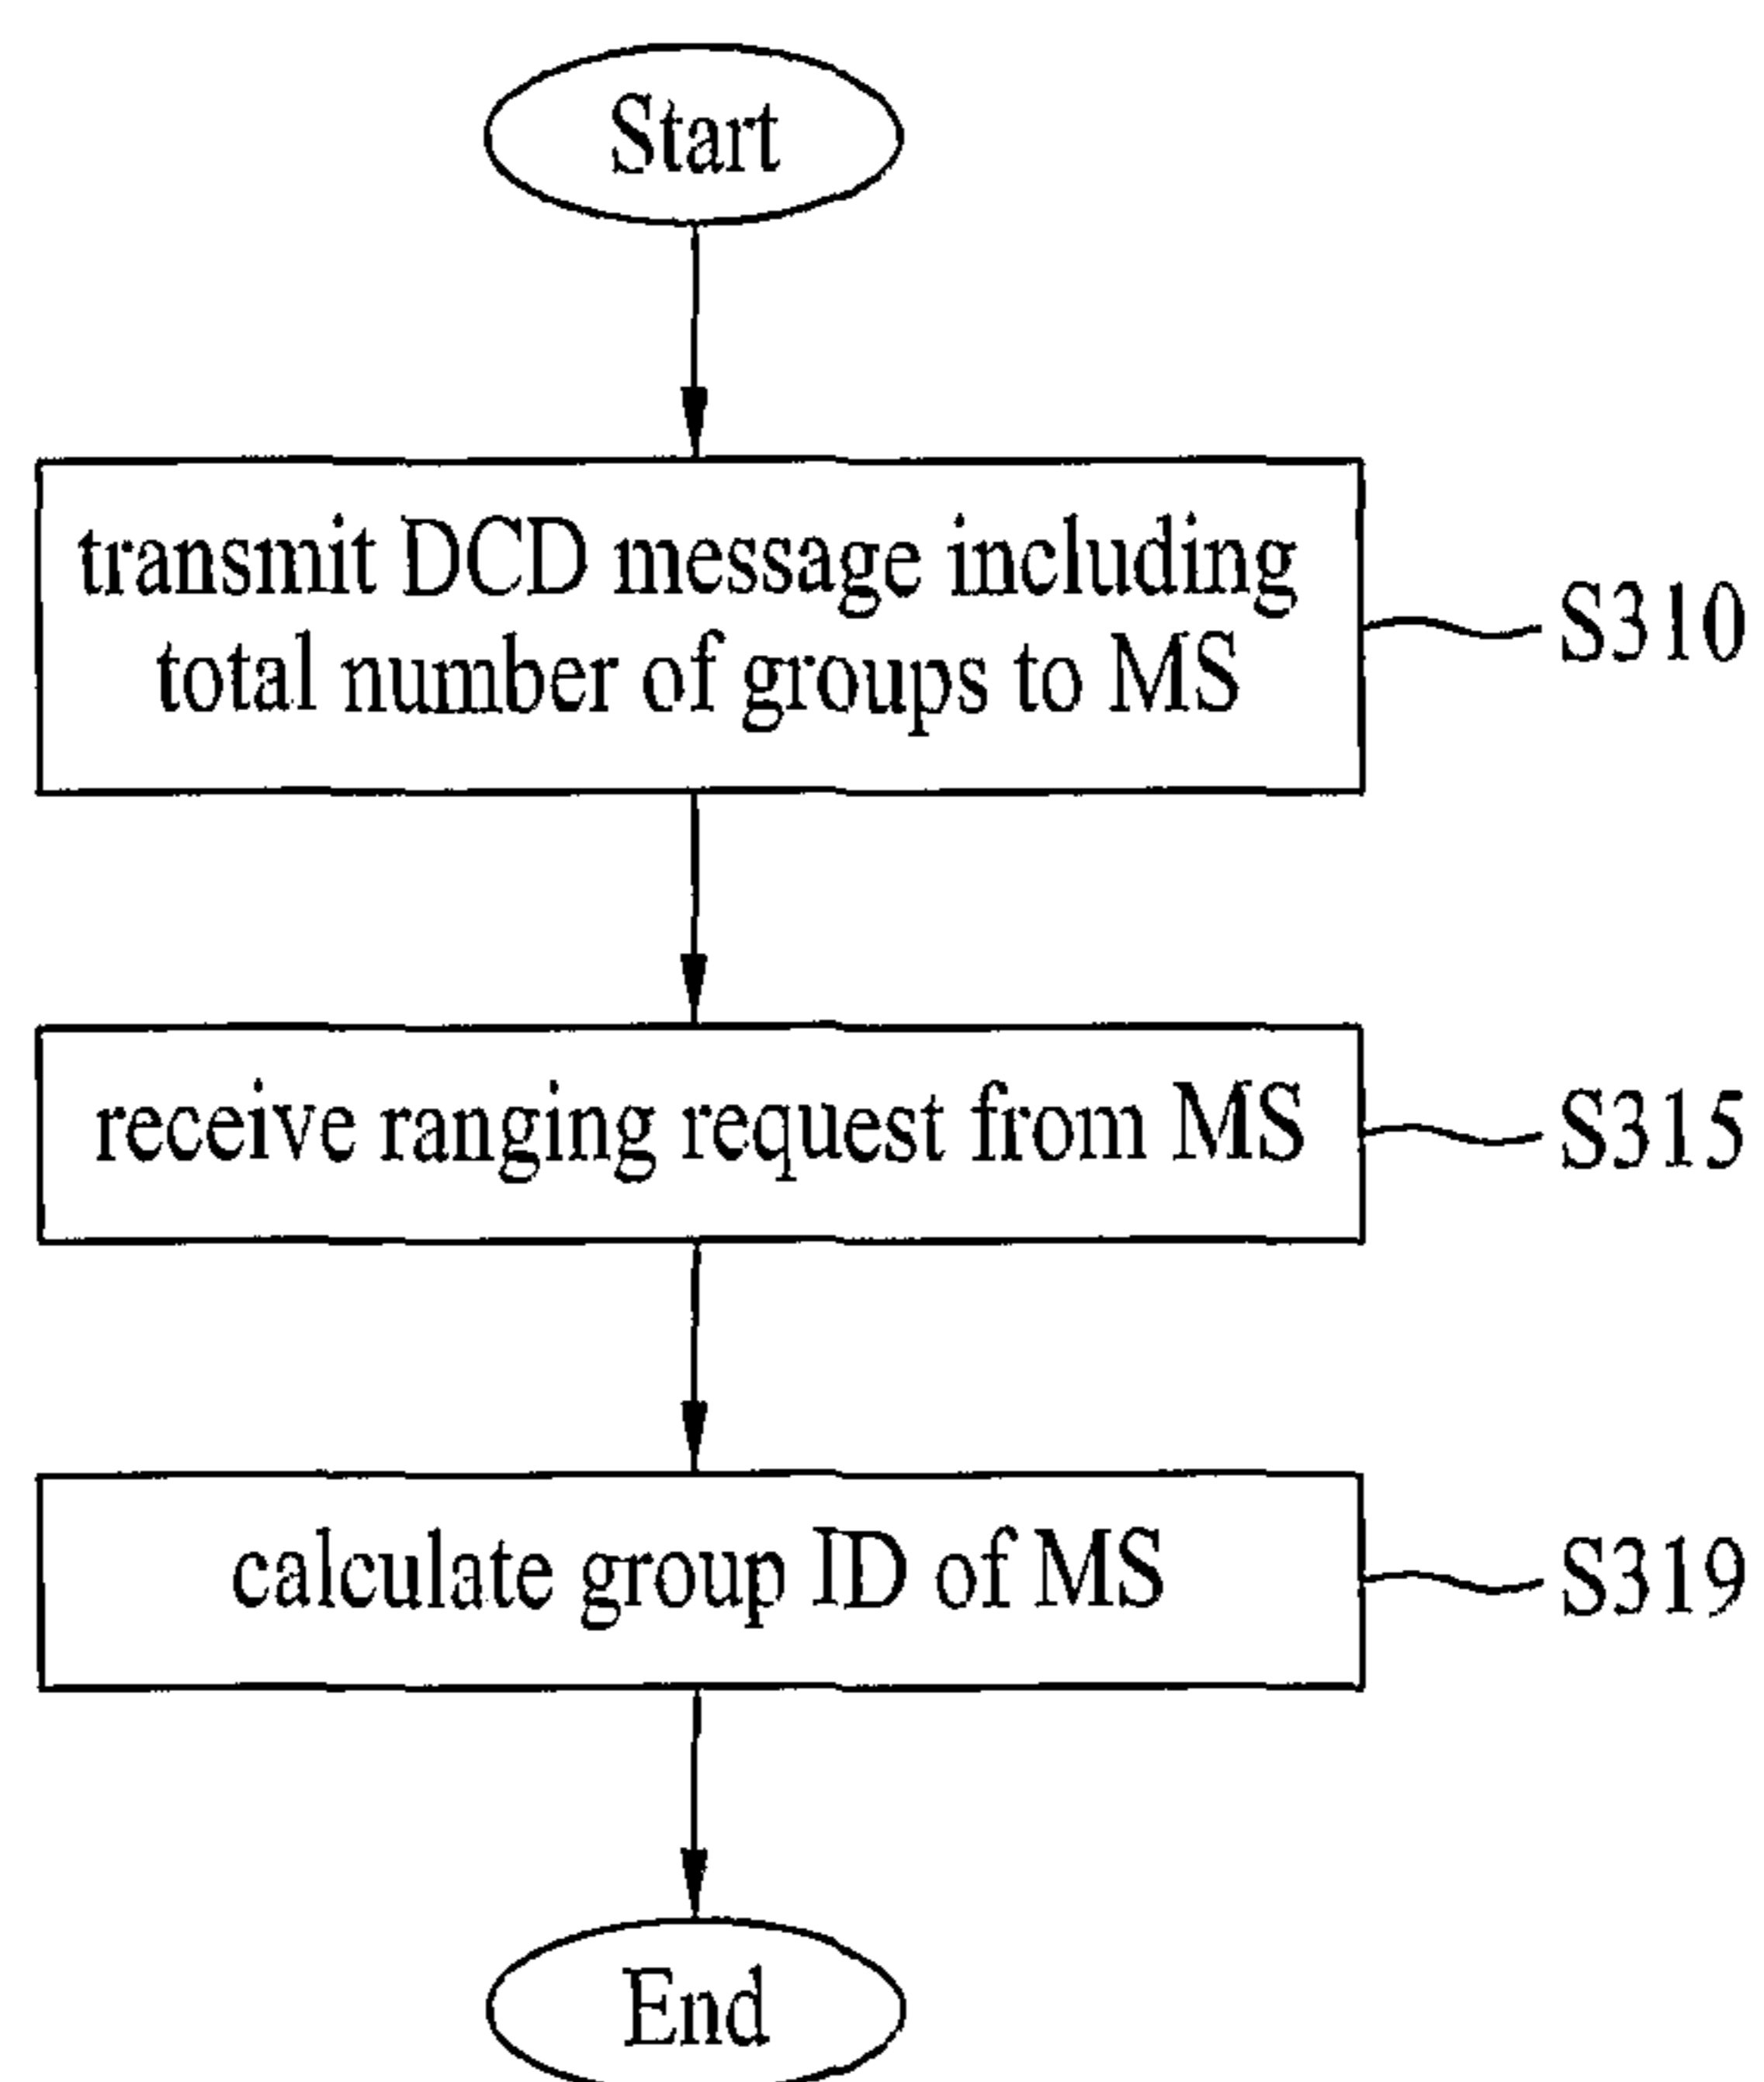 Start
transmit DCD message including
total number of groups to MS
S310
receive ranging request from MS
S315
calculate group ID of MS
S319
End